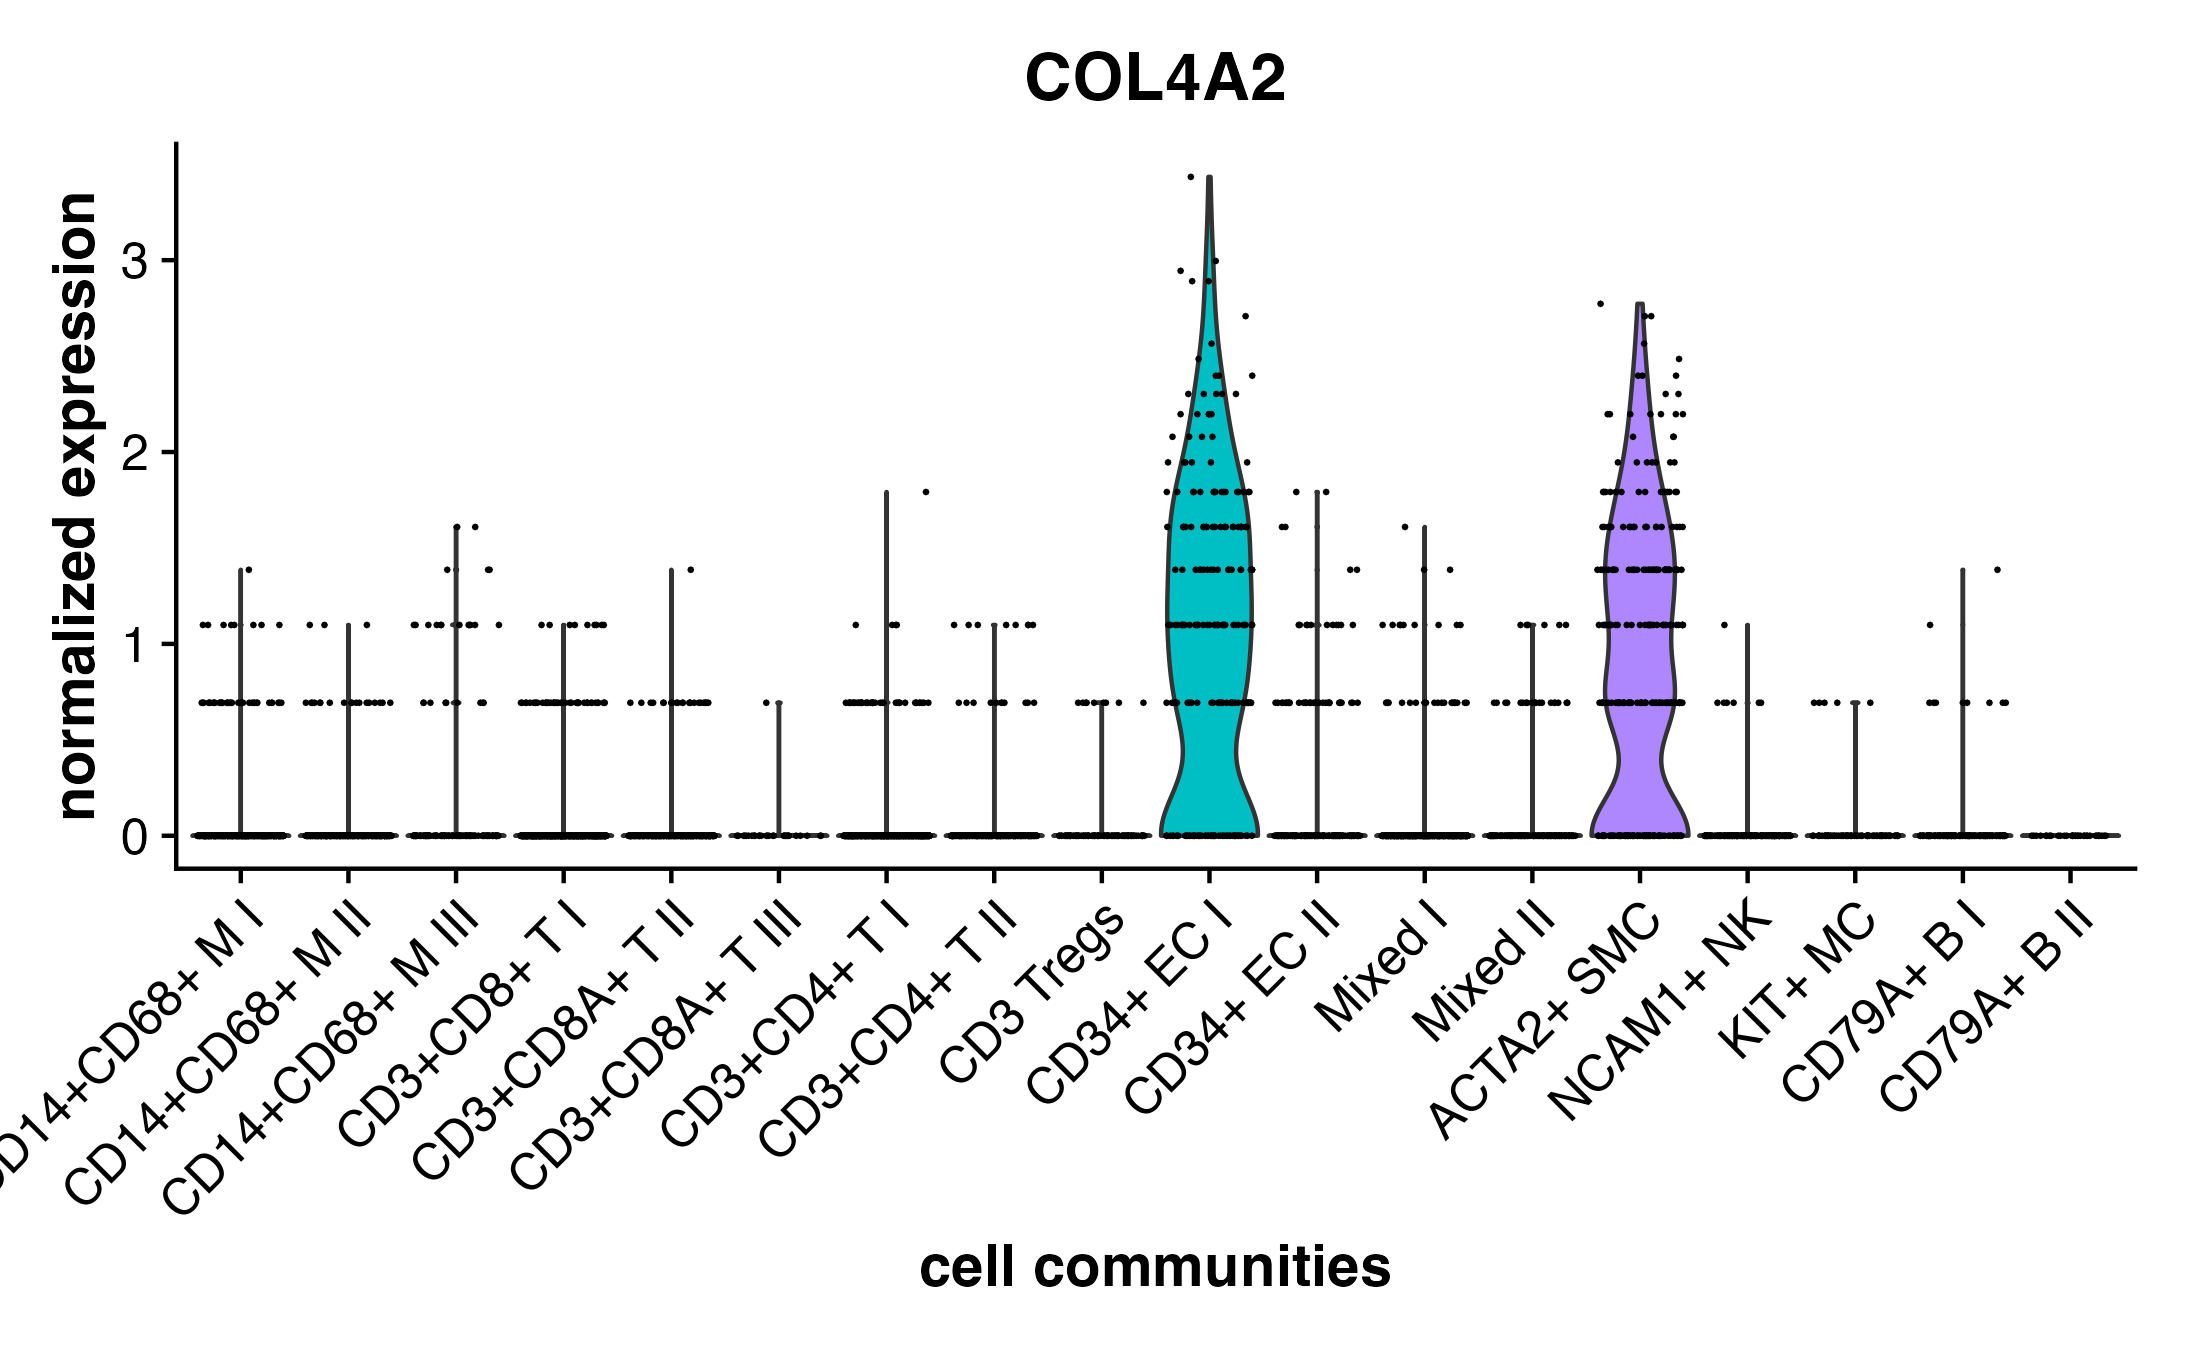 COL4A2
normalized expression
3
2
1
0
CD14+CD68+ M I
CD14+CD68+ M II
CD14+CD68+ M III
CD3+CD8+ T I
CD3+CD8A+ T II
CD3+CD8A+ T III
CD3+CD4+ T I
CD3+CD4+ T II
CD3 Tregs
CD34+ EC I
CD34+ EC II
Mixed I
Mixed II
ACTA2+ SMC
NCAM1+ NK
KIT+ MC
CD79A+ B I
CD79A+ B II
cell communities